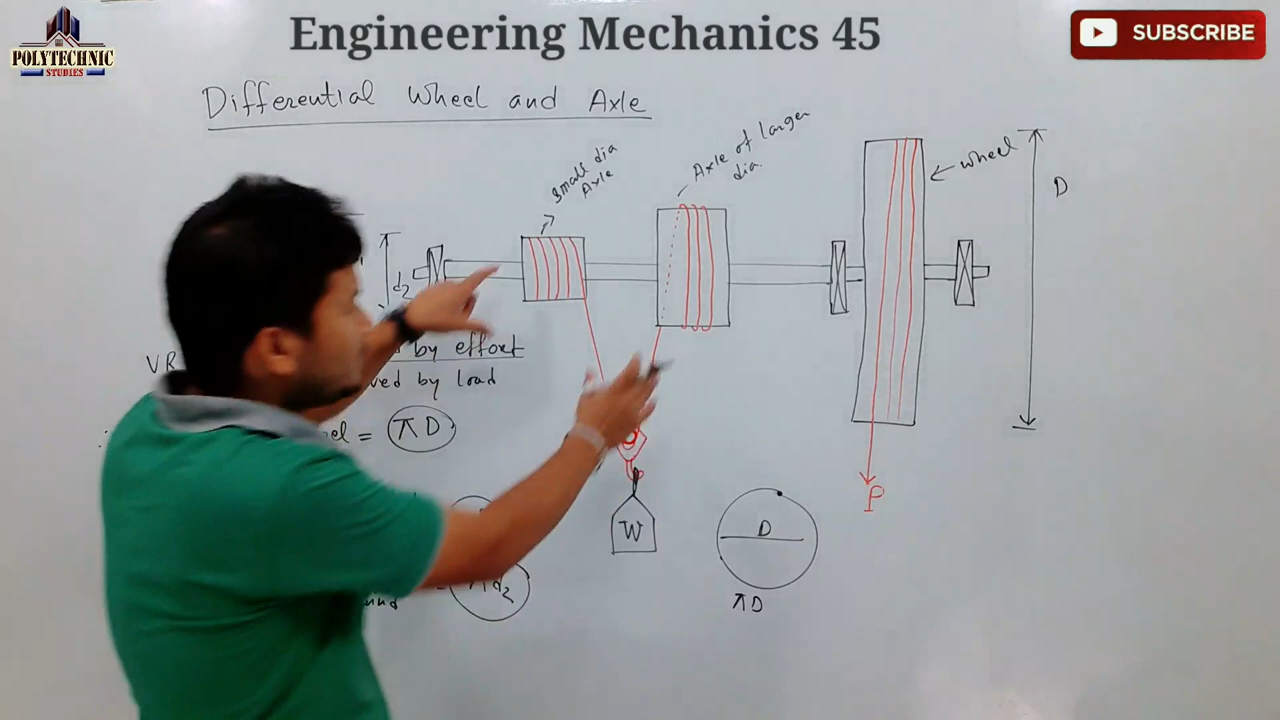 Engineering Mechanics 45
POLYTECHNIC
STUDIES
SUBSCRIBE
Differential Wheel and Axle
small dia
Axle
Axle of larger
dia.
wheel
D
d2
VR
by effort
by load
= πD
W
P
D
πd2
πD